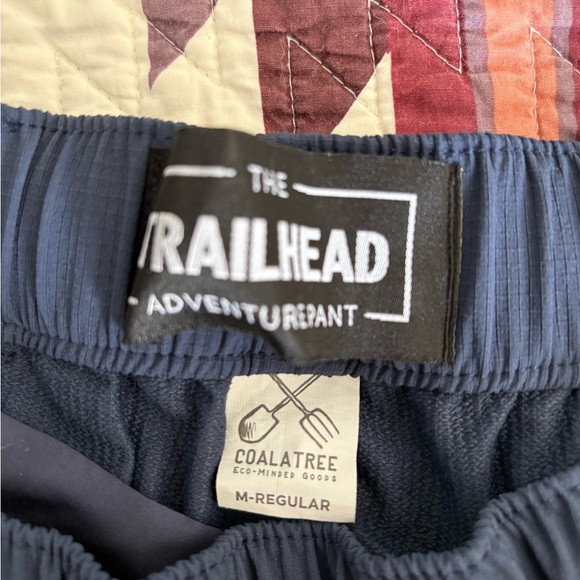 THE
TRAILHEAD
ADVENTUREPANT
COALATREE
ECO-MINDED GOODS
M-REGULAR